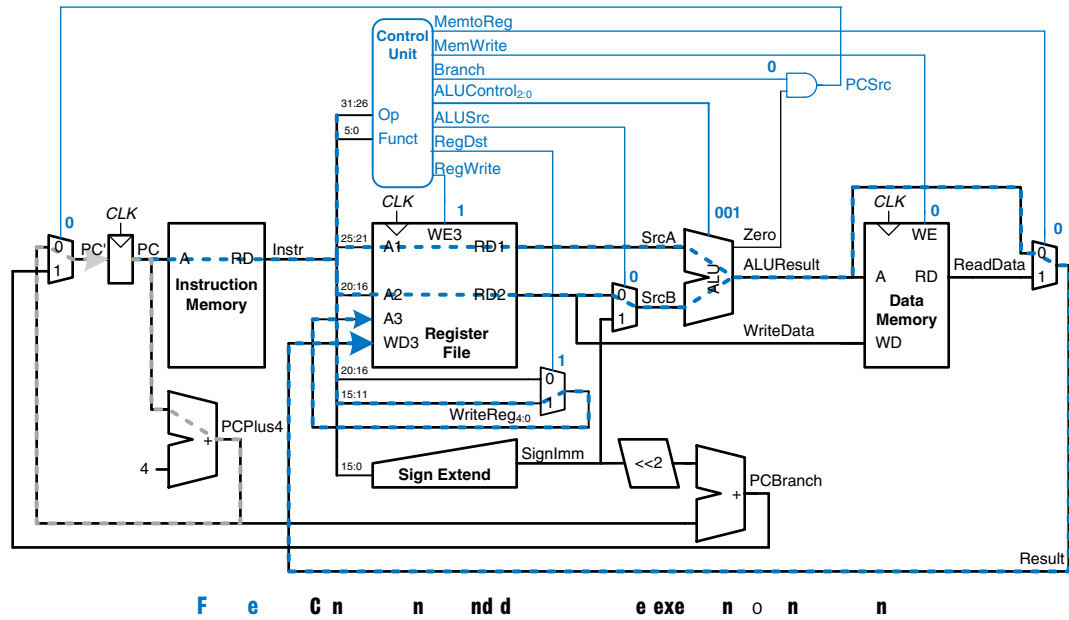 MemtoReg
Control Unit
MemWrite
Branch
0
ALUControl2:0
PCSrc
31:26
Op
ALUSrc
5:0
Funct
RegDst
RegWrite
CLK
CLK
CLK
0
1
001
0
0
0
PC'
PC
A
RD
Instr
25:21
A1
WE3
RD1
SrcA
Zero
WE
0
1
Instruction Memory
20:16
A2
RD2
0
0
1
SrcB
ALU
ALUResult
A
RD
ReadData
0
1
A3
Register File
Data Memory
WD3
WriteData
WD
1
20:16
0
15:11
1
WriteReg4:0
PCPlus4
+
4
15:0
Sign Extend
SignImm
<<2
+
PCBranch
Result
F e C n n nd d e exe n o n n